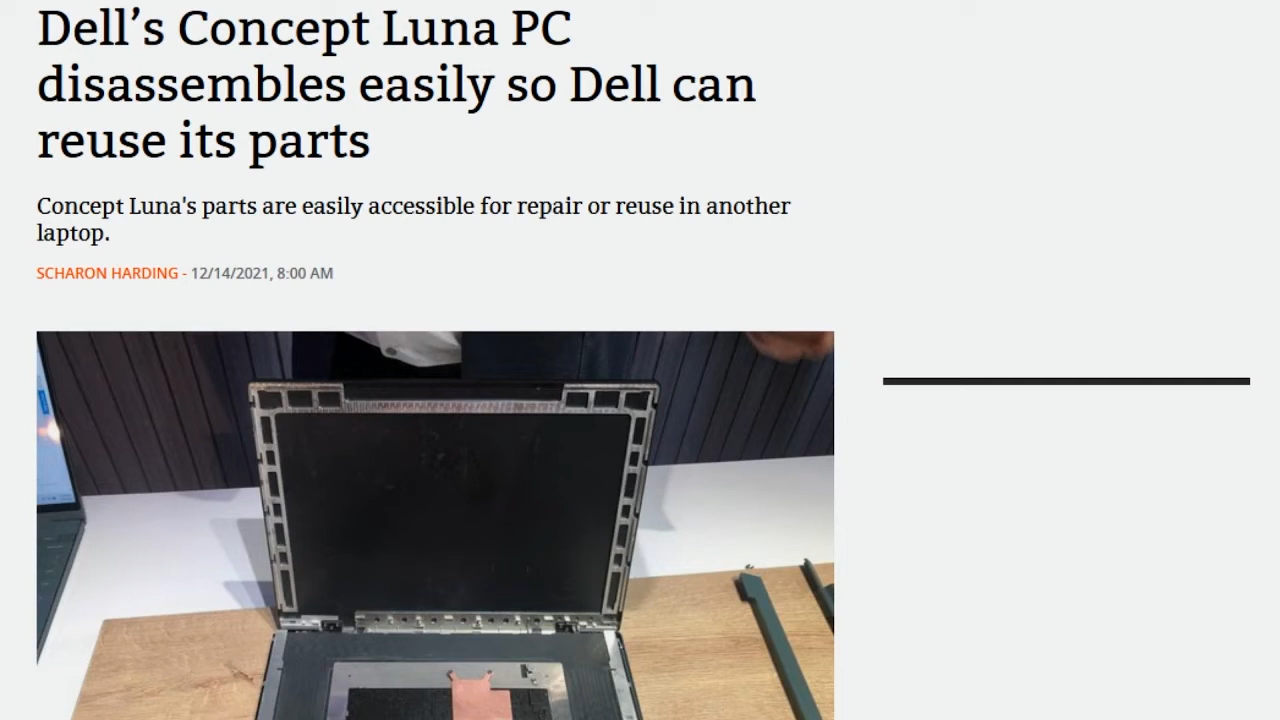 Dell’s Concept Luna PC
disassembles easily so Dell can
reuse its parts
Concept Luna's parts are easily accessible for repair or reuse in another
laptop.
SCHARON HARDING - 12/14/2021, 8:00 AM